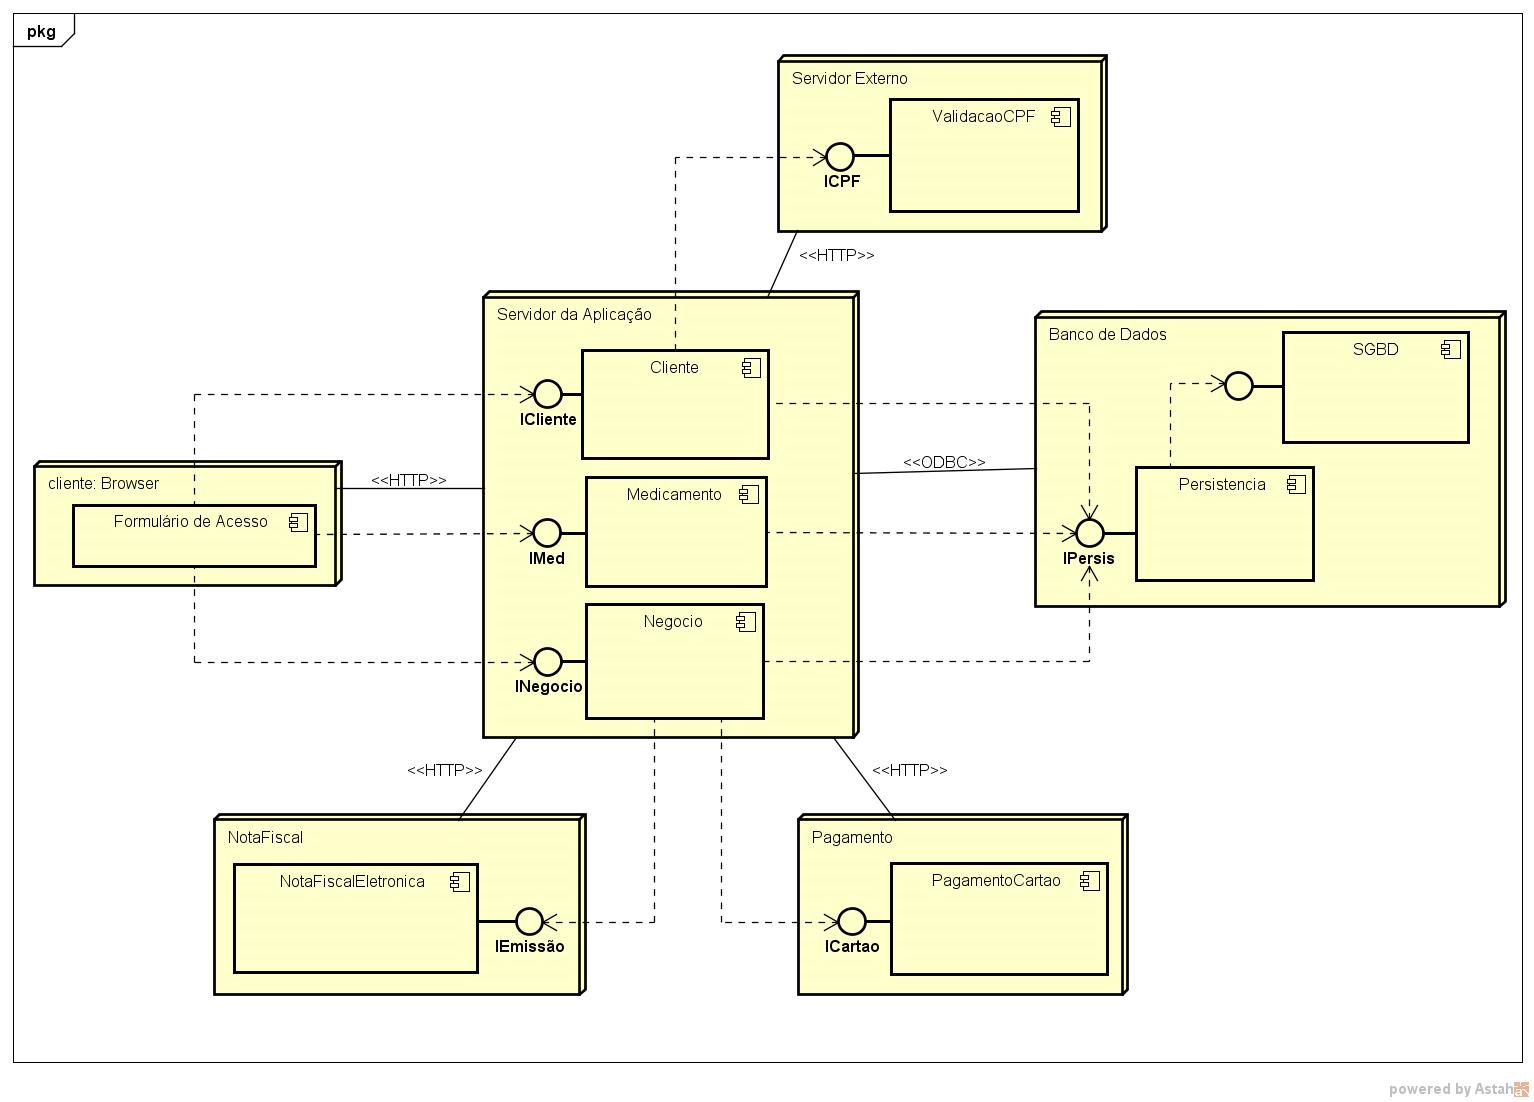 pkg
Servidor Externo
ValidacaoCPF
ICPF
<<HTTP>>
Servidor da Aplicação
Cliente
ICliente
Banco de Dados
SGBD
<<ODBC>>
cliente: Browser
<<HTTP>>
Formulário de Acesso
Medicamento
IMed
Persistencia
IPersis
Negocio
INegocio
<<HTTP>>
<<HTTP>>
NotaFiscal
NotaFiscalEletronica
IEmissão
Pagamento
PagamentoCartao
ICartao
powered by Astah